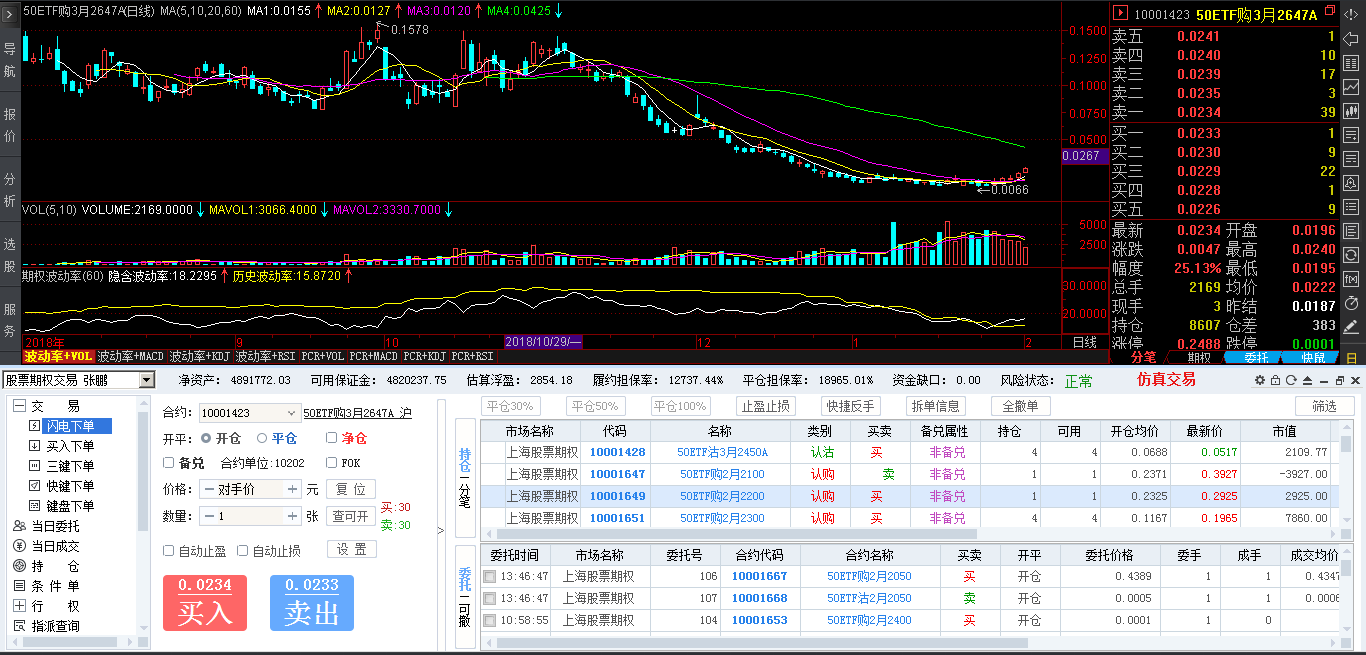 50ETF购3月2647A(日线) MA(5,10,20,60) MA1:0.0155 MA2:0.0127 MA3:0.0120 MA4:0.0425
0.1578
0.0066
0.1500
0.1250
0.1000
0.0750
0.0500
0.0267
VOL(5,10) VOLUME:2169.0000 MAVOL1:3066.4000 MAVOL2:3330.7000
5000
2500
期权波动率(60) 隐含波动率:18.2295 历史波动率:15.8720
30.0000
20.0000
2018年 9 10 2018/10/29/一 12 1 2 日线
波动率+VOL 波动率+MACD 波动率+KDJ 波动率+RSI PCR+VOL PCR+MACD PCR+KDJ PCR+RSI
导航
报价
分析
选股
服务
10001423 50ETF购3月2647A
卖五 0.0241 1
卖四 0.0240 10
卖三 0.0239 17
卖二 0.0235 3
卖一 0.0234 39
买一 0.0233 1
买二 0.0230 9
买三 0.0229 22
买四 0.0228 1
买五 0.0226 9
最新 0.0234 开盘 0.0196
涨跌 0.0047 最高 0.0240
幅度 25.13% 最低 0.0195
总手 2169 均价 0.0222
现手 3 昨结 0.0187
持仓 8607 仓差 383
涨停 0.2488 跌停 0.0001
分笔 期权 委托 快鼠
股票期权交易 张鹏 净资产: 4891772.03 可用保证金: 4820237.75 估算浮盈: 2854.18 履约担保率: 12737.44% 平仓担保率: 18965.01% 资金缺口: 0.00 风险状态: 正常 仿真交易
交 易
闪电下单
买入下单
三键下单
快键下单
键盘下单
当日委托
当日成交
持 仓
条 件 单
行 权
指派查询
合约: 10001423 50ETF购3月2647A 沪
开平: 开仓 平仓 净仓
备兑 合约单位:10202 FOK
价格: 对手价 元 复 位
数量: 1 张 查可开 买:30
卖:30
自动止盈 自动止损 设 置
0.0234
买入
0.0233
卖出
平仓30% 平仓50% 平仓100% 止盈止损 快捷反手 拆单信息 全撤单 筛选
持仓|分笔
市场名称 代码 名称 类别 买卖 备兑属性 持仓 可用 开仓均价 最新价 市值
上海股票期权 10001428 50ETF沽3月2450A 认沽 买 非备兑 4 4 0.0688 0.0517 2109.77
上海股票期权 10001647 50ETF购2月2100 认购 卖 非备兑 1 1 0.2371 0.3927 -3927.00
上海股票期权 10001649 50ETF购2月2200 认购 买 非备兑 1 1 0.2325 0.2925 2925.00
上海股票期权 10001651 50ETF购2月2300 认购 买 非备兑 4 4 0.1167 0.1965 7860.00
委托|可撤
委托时间 市场名称 委托号 合约代码 合约名称 买卖 开平 委托价格 委手 成手 成交均价
13:46:47 上海股票期权 106 10001667 50ETF购2月2050 买 开仓 0.4389 1 1 0.4347
13:46:47 上海股票期权 107 10001668 50ETF沽2月2050 卖 开仓 0.0005 1 1 0.0006
10:58:55 上海股票期权 104 10001653 50ETF购2月2400 买 开仓 0.0001 1 0